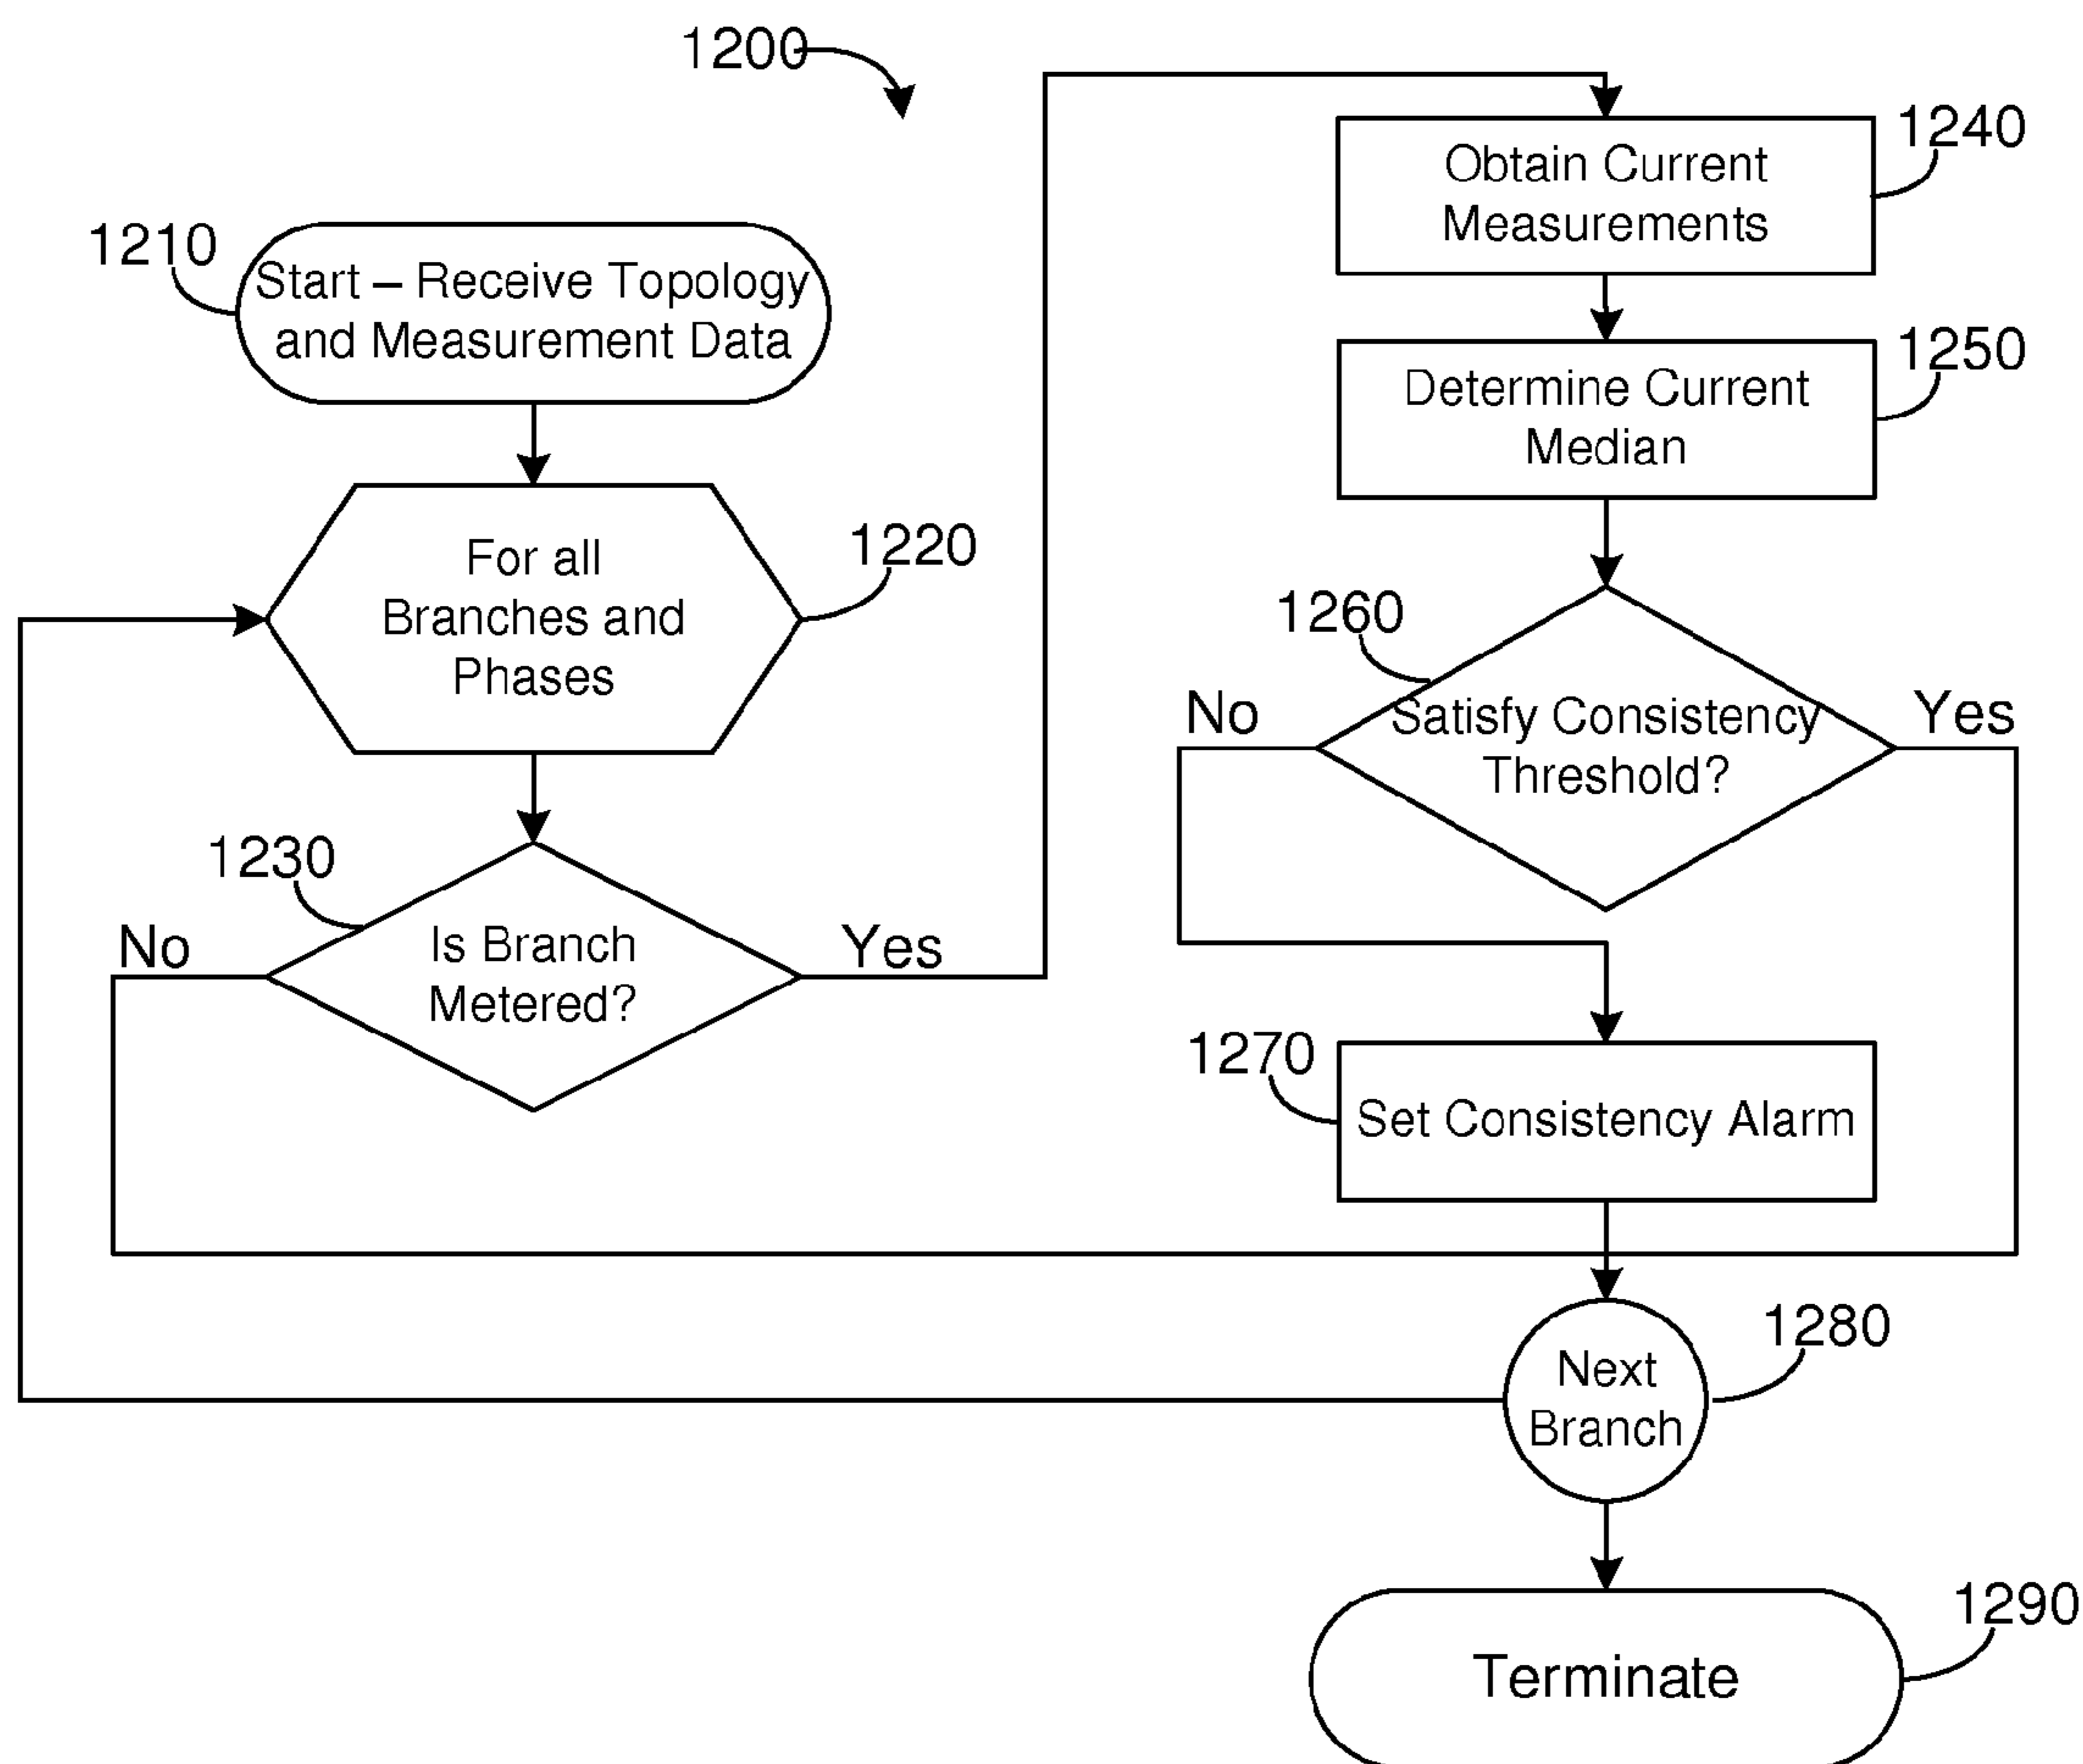 1200
1210
Start – Receive Topology
and Measurement Data
1220
For all
Branches and
Phases
1230
Is Branch
Metered?
No
Yes
1240
Obtain Current
Measurements
1250
Determine Current
Median
1260
Satisfy Consistency
Threshold?
No
Yes
1270
Set Consistency Alarm
1280
Next
Branch
1290
Terminate